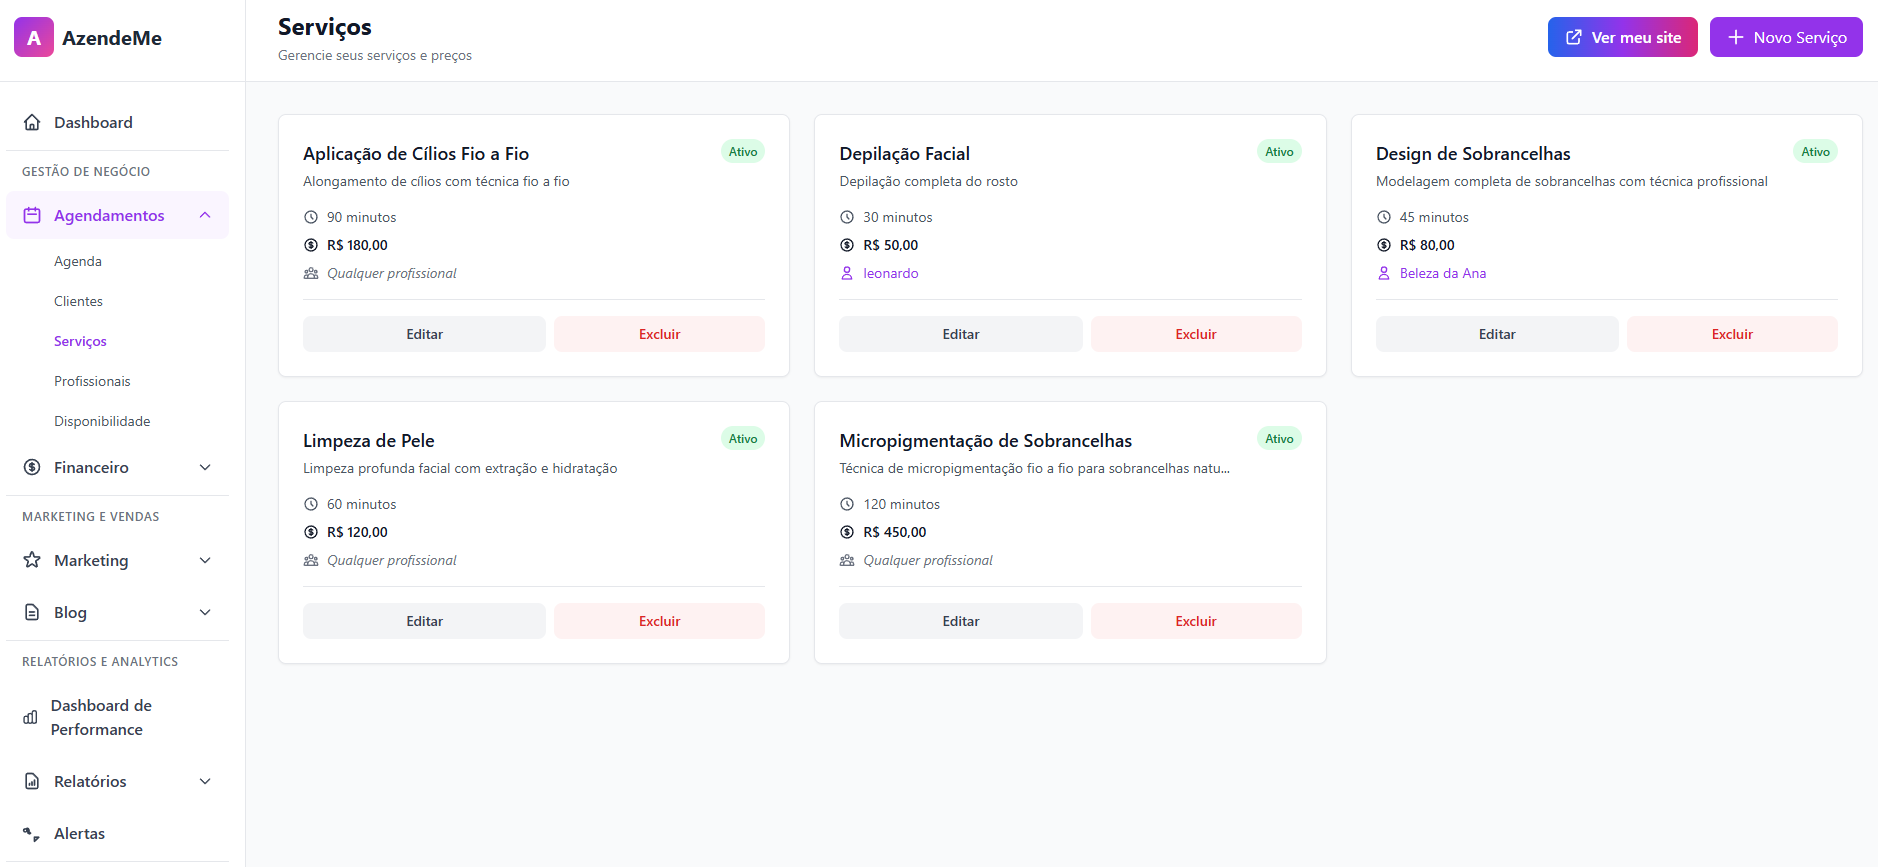 A AzendeMe
Dashboard
GESTÃO DE NEGÓCIO
Agendamentos
Agenda
Clientes
Serviços
Profissionais
Disponibilidade
Financeiro
MARKETING E VENDAS
Marketing
Blog
RELATÓRIOS E ANALYTICS
Dashboard de
Performance
Relatórios
Alertas
Serviços
Gerencie seus serviços e preços
Ver meu site
Novo Serviço
Aplicação de Cílios Fio a Fio
Ativo
Alongamento de cílios com técnica fio a fio
90 minutos
R$ 180,00
Qualquer profissional
Editar
Excluir
Depilação Facial
Ativo
Depilação completa do rosto
30 minutos
R$ 50,00
leonardo
Editar
Excluir
Design de Sobrancelhas
Ativo
Modelagem completa de sobrancelhas com técnica profissional
45 minutos
R$ 80,00
Beleza da Ana
Editar
Excluir
Limpeza de Pele
Ativo
Limpeza profunda facial com extração e hidratação
60 minutos
R$ 120,00
Qualquer profissional
Editar
Excluir
Micropigmentação de Sobrancelhas
Ativo
Técnica de micropigmentação fio a fio para sobrancelhas natu...
120 minutos
R$ 450,00
Qualquer profissional
Editar
Excluir